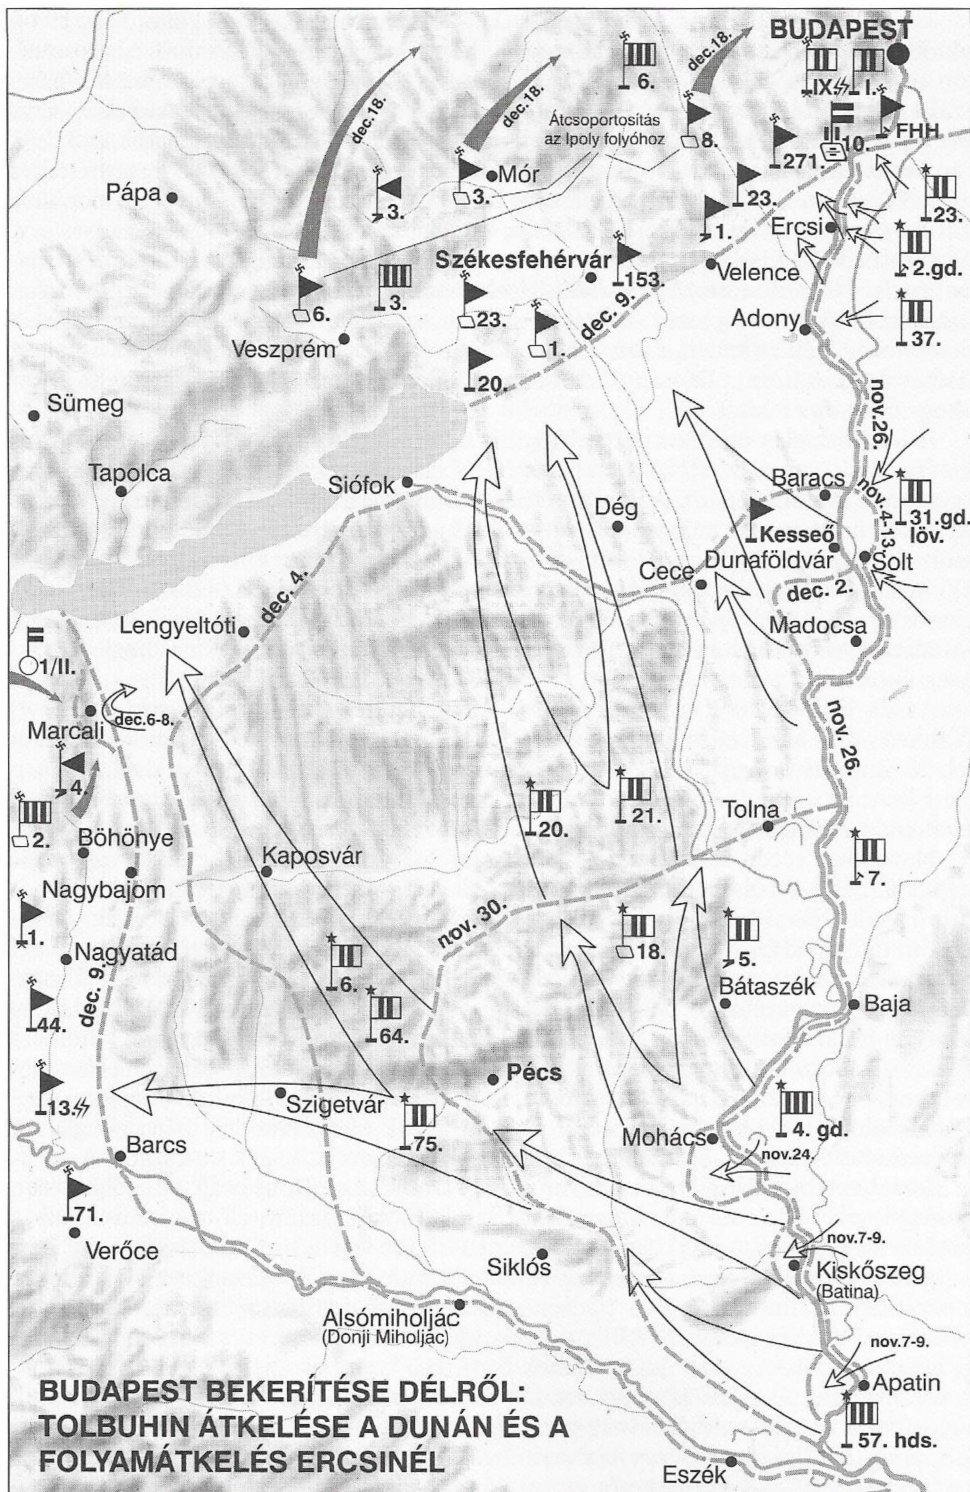 BUDAPEST
dec. 18.
dec. 18.
dec. 18.
6.
IX
I.
Átcsoportosítás
az Ipoly folyóhoz
8.
FHH
10.
271.
Pápa
3.
3.
Mór
23.
23.
1.
Ercsi
2.gd.
Székesfehérvár
153.
Velence
6.
3.
23.
dec. 9.
1.
Adony
37.
Veszprém
20.
Sümeg
nov.26.
Tapolca
Siófok
Baracs
nov. 4-13.
31.gd.
löv.
Dég
Kesseő
Dunaföldvár
Solt
Cece
dec. 2.
dec. 4.
Lengyeltóti
Madocsa
1/II.
dec.6-8.
Marcali
nov. 26.
4.
2.
20.
21.
Tolna
Böhönye
Kaposvár
7.
Nagybajom
1.
nov. 30.
Nagyatád
6.
18.
5.
dec. 9.
44.
64.
Bátaszék
Baja
Pécs
13.
Szigetvár
75.
4. gd.
Mohács
Barcs
nov.24.
71.
Verőce
nov.7-9.
Siklós
Kiskőszeg
(Batina)
Alsómiholjác
(Donji Miholjác)
nov.7-9.
Apatin
57. hds.
Eszék
BUDAPEST BEKERÍTÉSE DÉLRŐL:
TOLBUHIN ÁTKELÉSE A DUNÁN ÉS A
FOLYAMÁTKELÉS ERCSINÉL